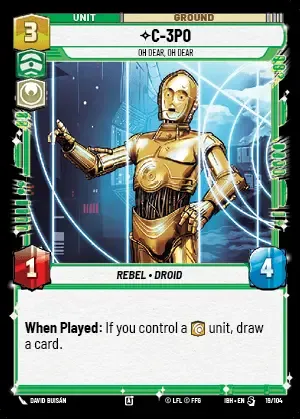 3
UNIT
GROUND
✧C-3PO
OH DEAR, OH DEAR
1
4
REBEL • DROID
When Played: If you control a unit, draw
a card.
DAVID BUISÁN
Ⓒ LFL Ⓒ FFG
IBH • EN
19/104